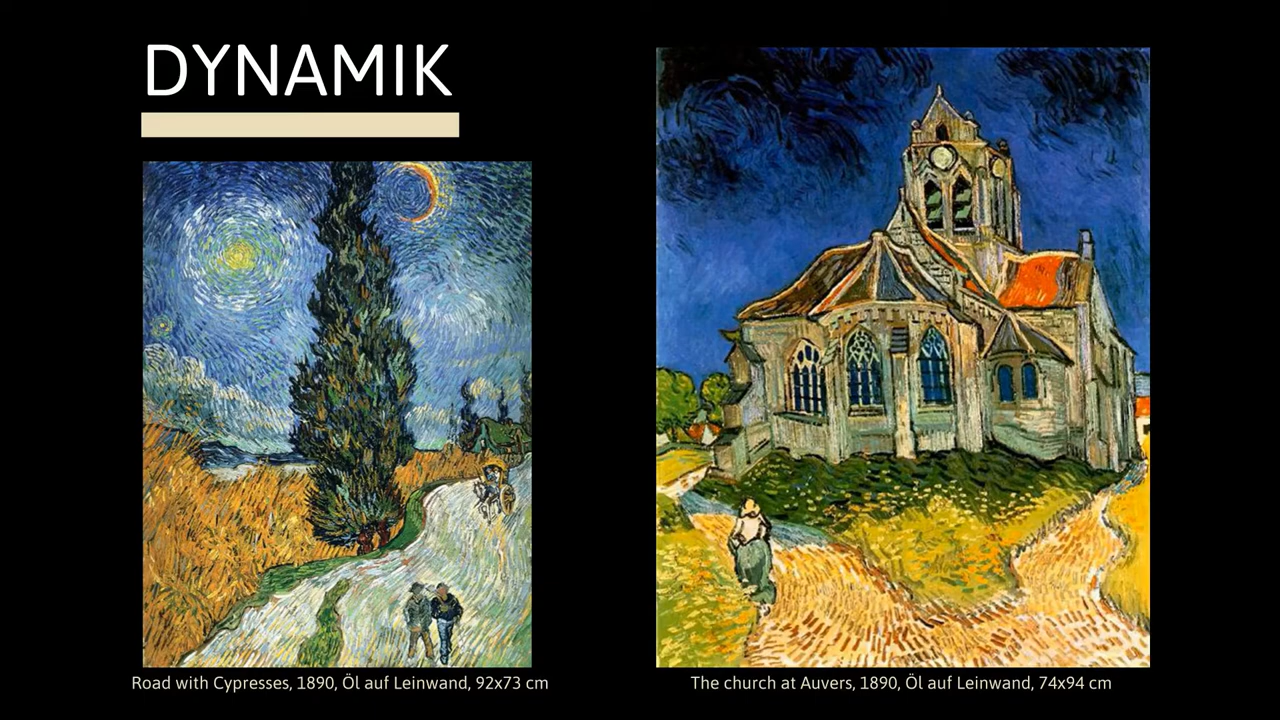 DYNAMIK
Road with Cypresses, 1890, Öl auf Leinwand, 92x73 cm
The church at Auvers, 1890, Öl auf Leinwand, 74x94 cm